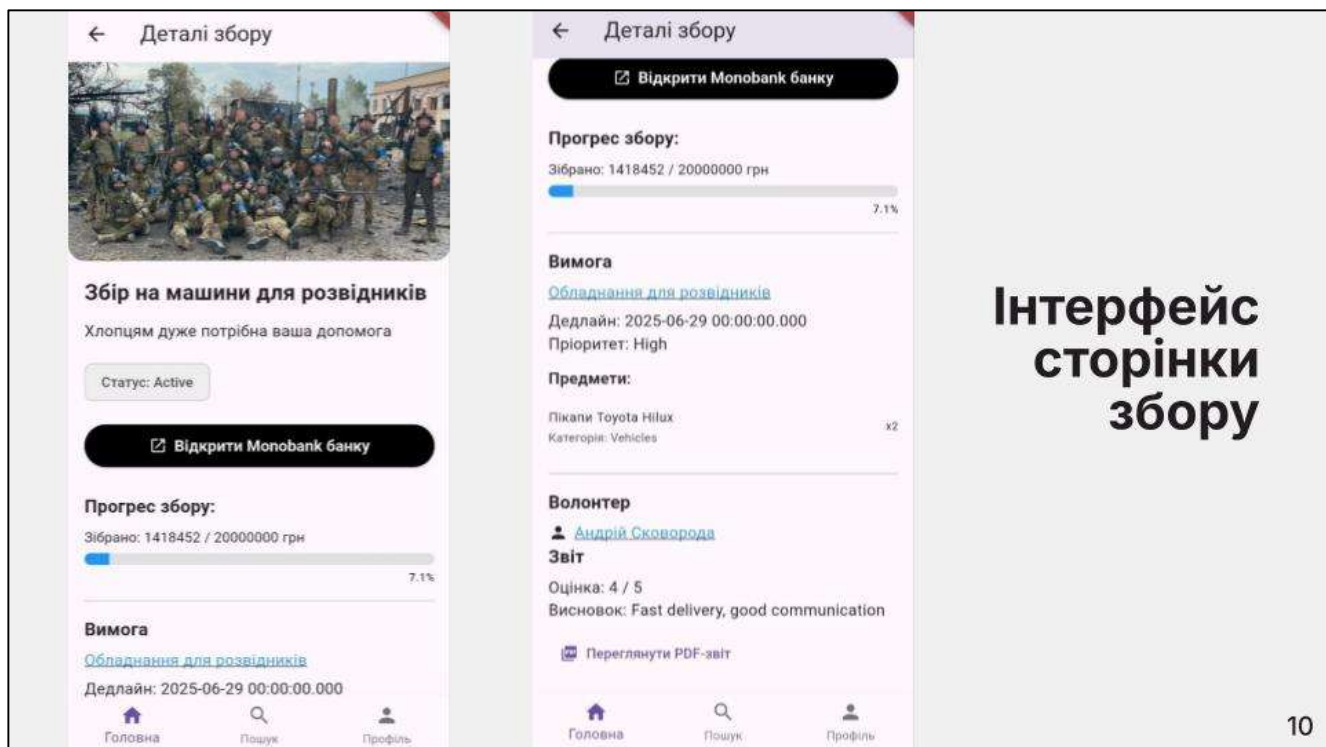 Деталі збору
Збір на машини для розвідників
Хлопцям дуже потрібна ваша допомога
Статус: Active
Відкрити Monobank банку
Прогрес збору:
Зібрано: 1418452 / 20000000 грн
7.1%
Вимога
Обладнання для розвідників
Дедлайн: 2025-06-29 00:00:00.000
Головна
Пошук
Профіль
Деталі збору
Відкрити Monobank банку
Прогрес збору:
Зібрано: 1418452 / 20000000 грн
7.1%
Вимога
Обладнання для розвідників
Дедлайн: 2025-06-29 00:00:00.000
Пріоритет: High
Предмети:
Пікапи Toyota Hilux
x2
Категорія: Vehicles
Волонтер
Андрій Сковорода
Звіт
Оцінка: 4 / 5
Висновок: Fast delivery, good communication
Переглянути PDF-звіт
Головна
Пошук
Профіль
Інтерфейс
сторінки
збору
10